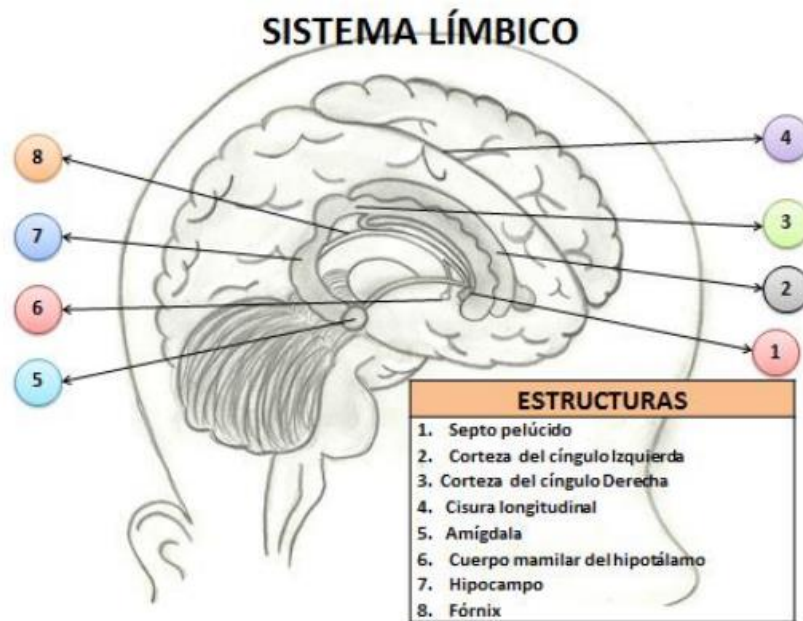 SISTEMA LÍMBICO
8
7
6
5
4
3
2
1
ESTRUCTURAS
1. Septo pelúcido
2. Corteza del cíngulo Izquierda
3. Corteza del cíngulo Derecha
4. Cisura longitudinal
5. Amígdala
6. Cuerpo mamilar del hipotálamo
7. Hipocampo
8. Fórnix